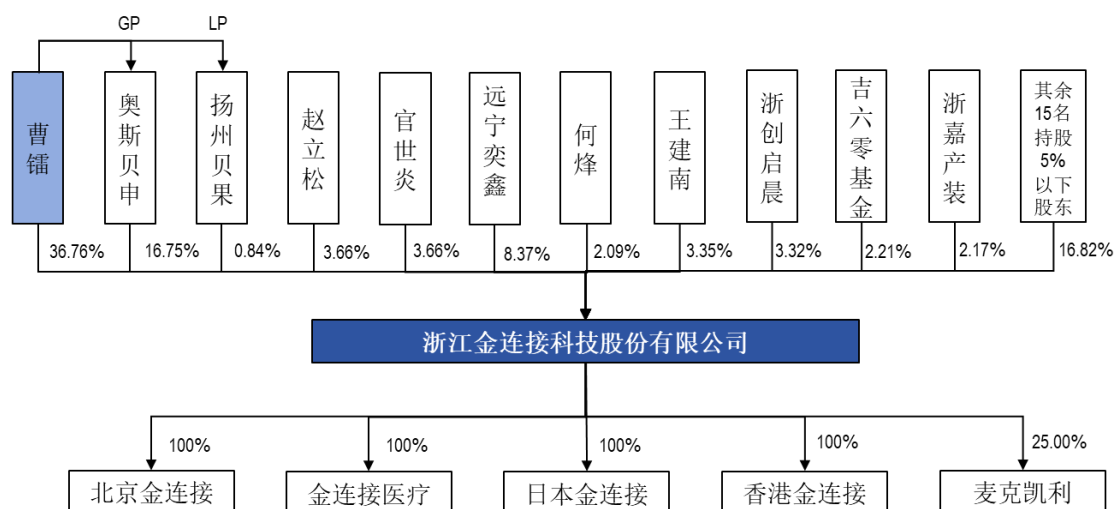 GP
LP
曹镭
奥斯贝申
扬州贝果
赵立松
官世炎
远宁奕鑫
何烽
王建南
浙创启晨
吉六零基金
浙嘉产装
其余
15名
持股
5%
以下
股东
36.76%
16.75%
0.84%
3.66%
3.66%
8.37%
2.09%
3.35%
3.32%
2.21%
2.17%
16.82%
浙江金连接科技股份有限公司
100%
100%
100%
100%
25.00%
北京金连接
金连接医疗
日本金连接
香港金连接
麦克凯利